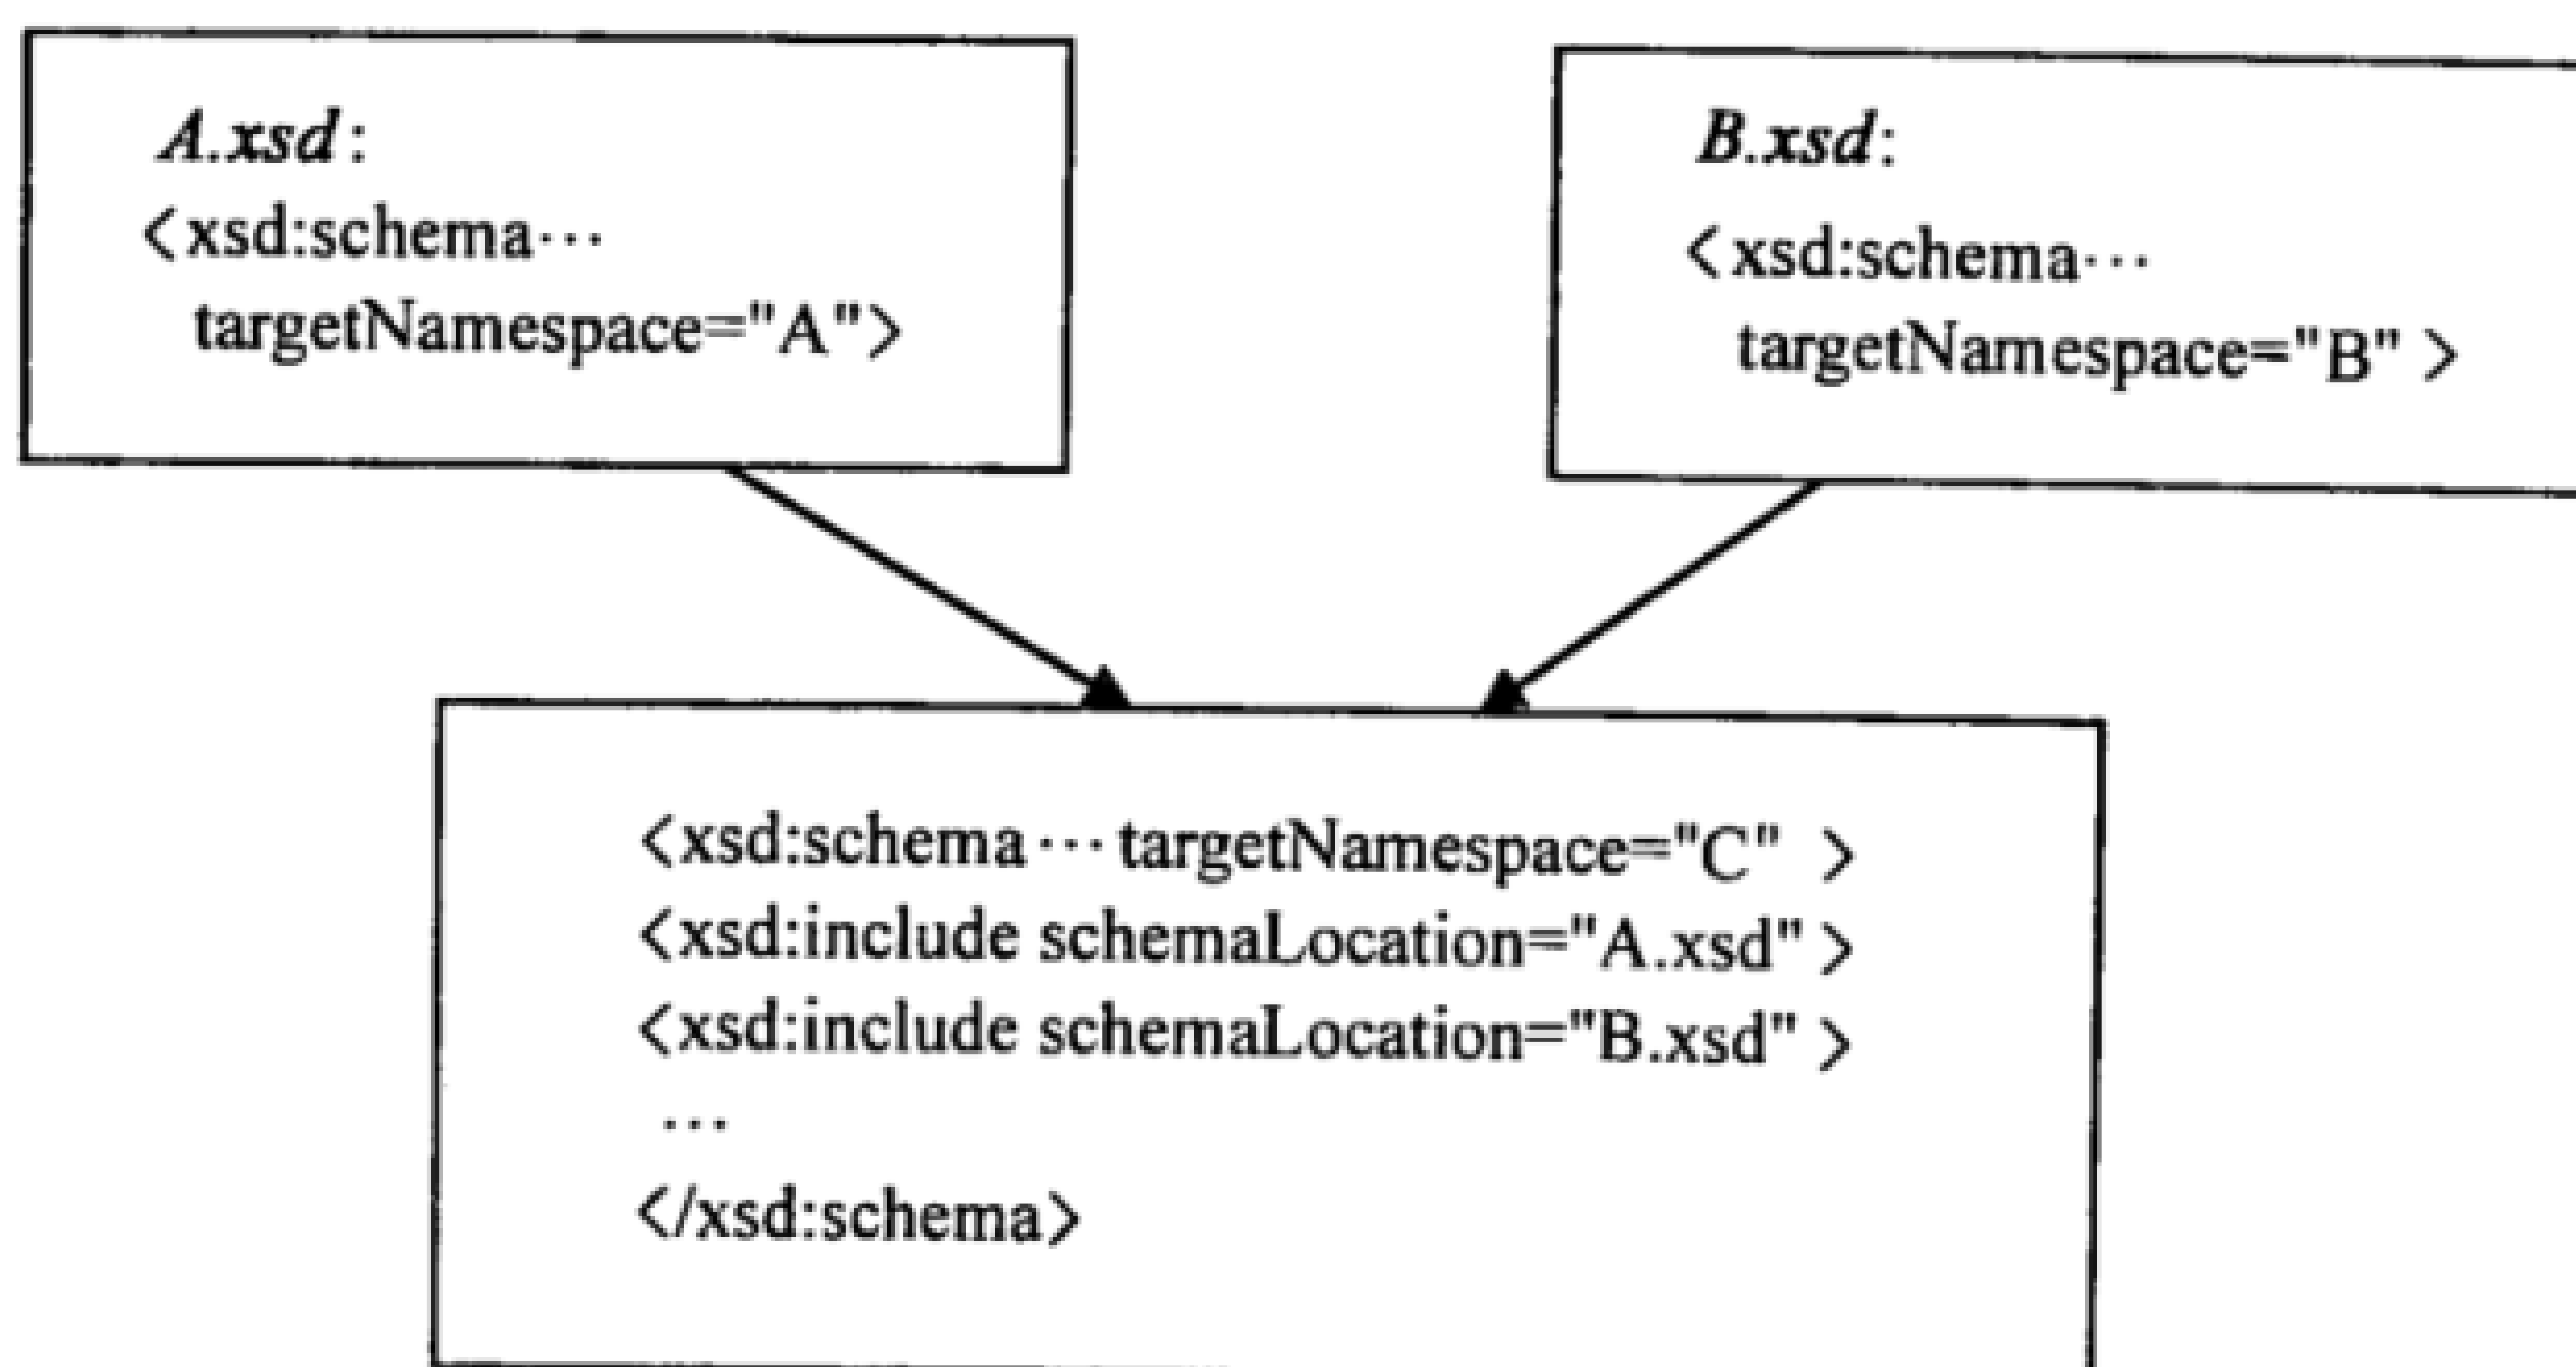 A.xsd:
<xsd:schema…
targetNamespace="A">
B.xsd:
<xsd:schema…
targetNamespace="B" >
<xsd:schema … targetNamespace="C" >
<xsd:include schemaLocation="A.xsd" >
<xsd:include schemaLocation="B.xsd" >
…
</xsd:schema>